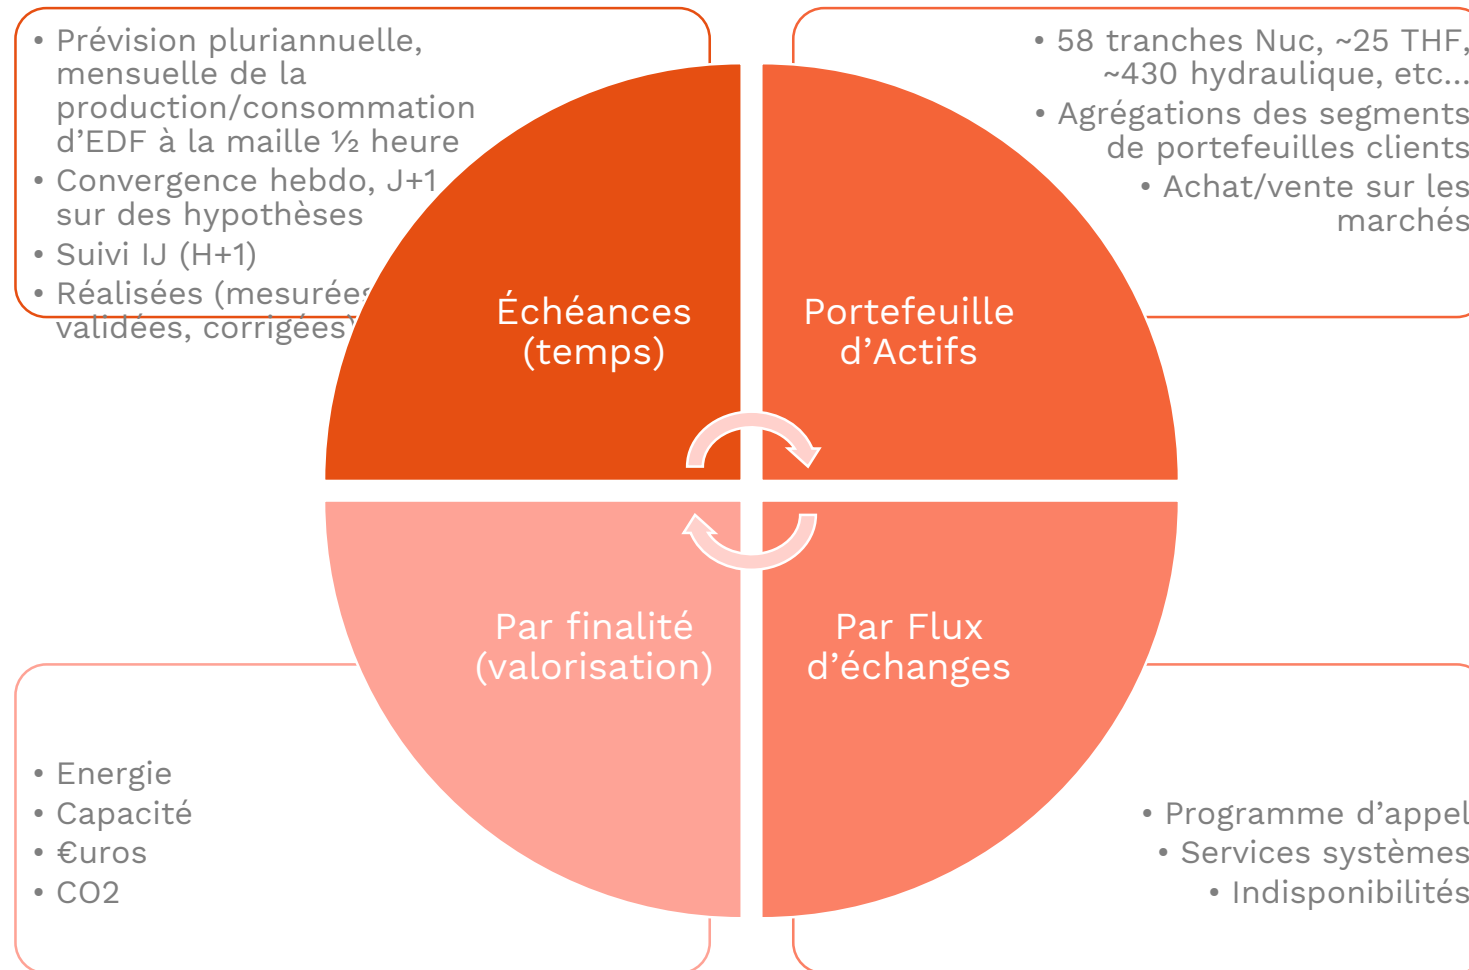 • Prévision pluriannuelle,
mensuelle de la
production/consommation
d’EDF à la maille ½ heure
• Convergence hebdo, J+1
sur des hypothèses
• Suivi IJ (H+1)
• Réalisées (mesurées
validées, corrigées)
• 58 tranches Nuc, ~25 THF,
~430 hydraulique, etc…
• Agrégations des segments
de portefeuilles clients
• Achat/vente sur les
marchés
Échéances
(temps)
Portefeuille
d’Actifs
Par finalité
(valorisation)
Par Flux
d’échanges
• Energie
• Capacité
• €uros
• CO2
• Programme d’appel
• Services systèmes
• Indisponibilités